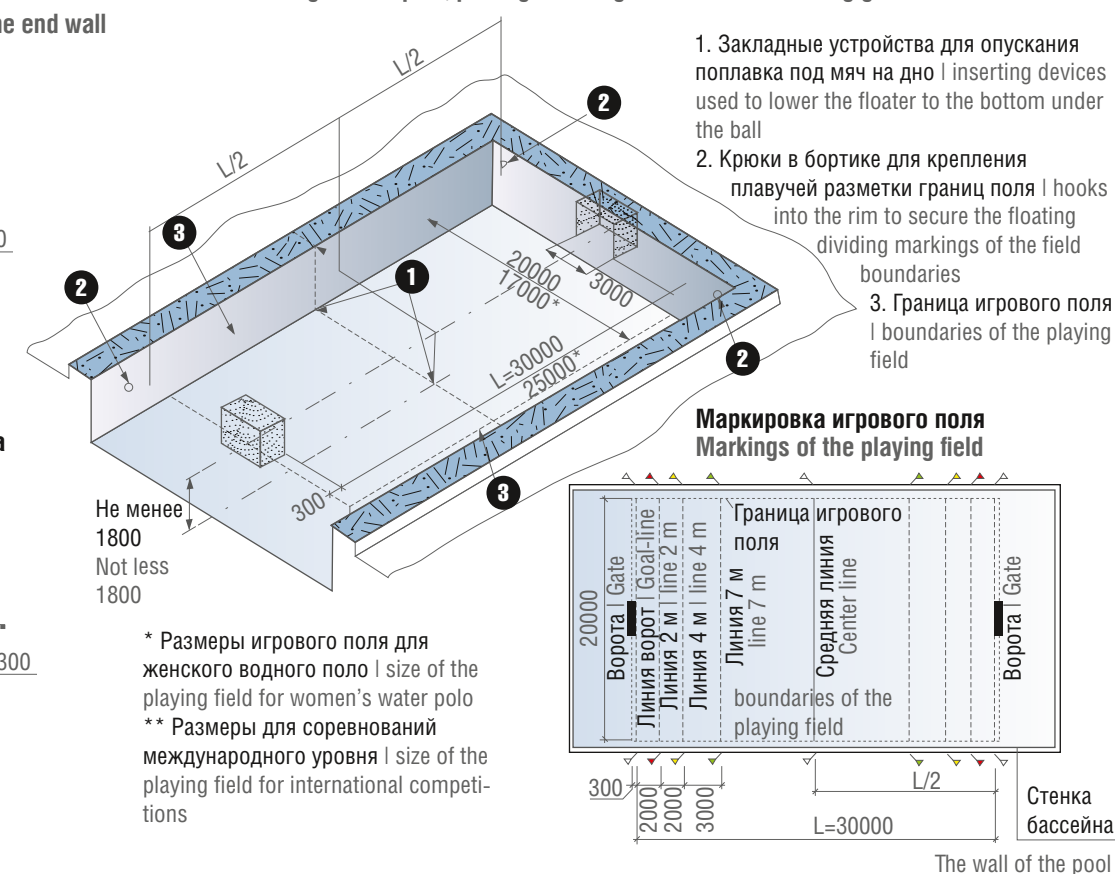 ne end wall
1. Закладные устройства для опускания
поплавка под мяч на дно | inserting devices
used to lower the floater to the bottom under
the ball
2. Крюки в бортике для крепления
плавучей разметки границ поля | hooks
into the rim to secure the floating
dividing markings of the field
boundaries
3. Граница игрового поля
| boundaries of the playing
field
L/2
L/2
2
3
2
1
2
3
20000
17000*
3000
L=30000
25000*
300
Не менее
1800
Not less
1800
300
* Размеры игрового поля для
женского водного поло | size of the
playing field for women's water polo
** Размеры для соревнований
международного уровня | size of the
playing field for international competi-
tions
Маркировка игрового поля
Markings of the playing field
20000
Ворота | Gate
Линия ворот | Goal-line
Линия 2 м | line 2 m
Линия 4 м | line 4 m
Линия 7 м
line 7 m
Граница игрового
поля
boundaries of the
playing field
Средняя линия
Center line
Ворота | Gate
300
2000
2000
3000
L/2
L=30000
Стенка
бассейна
The wall of the pool